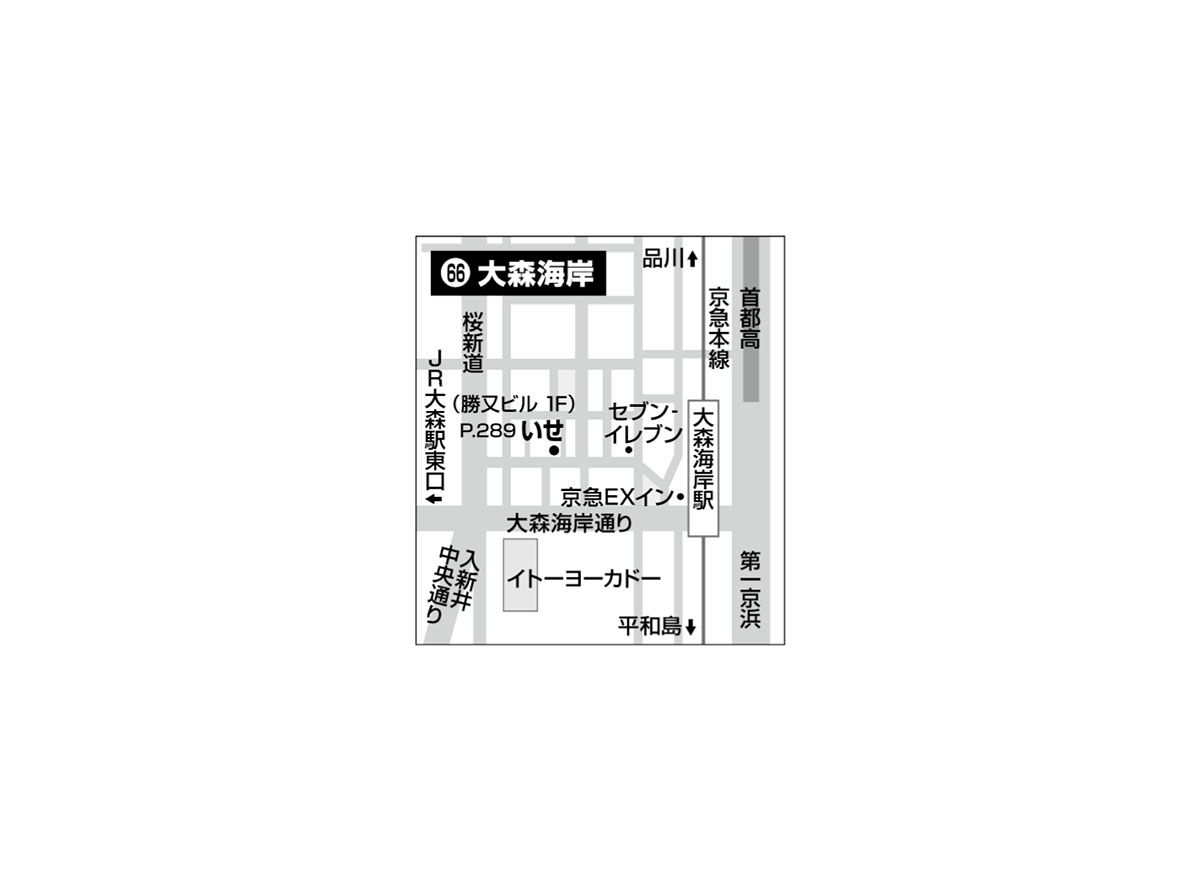 66 大森海岸
品川↑
京急本線
首都高
桜新道
JR大森駅東口←
(勝又ビル 1F)
P.289 いせ
セブン-
イレブン
大森海岸駅
京急EXイン
大森海岸通り
入新井
中央通り
イトーヨーカドー
第一京浜
平和島↓